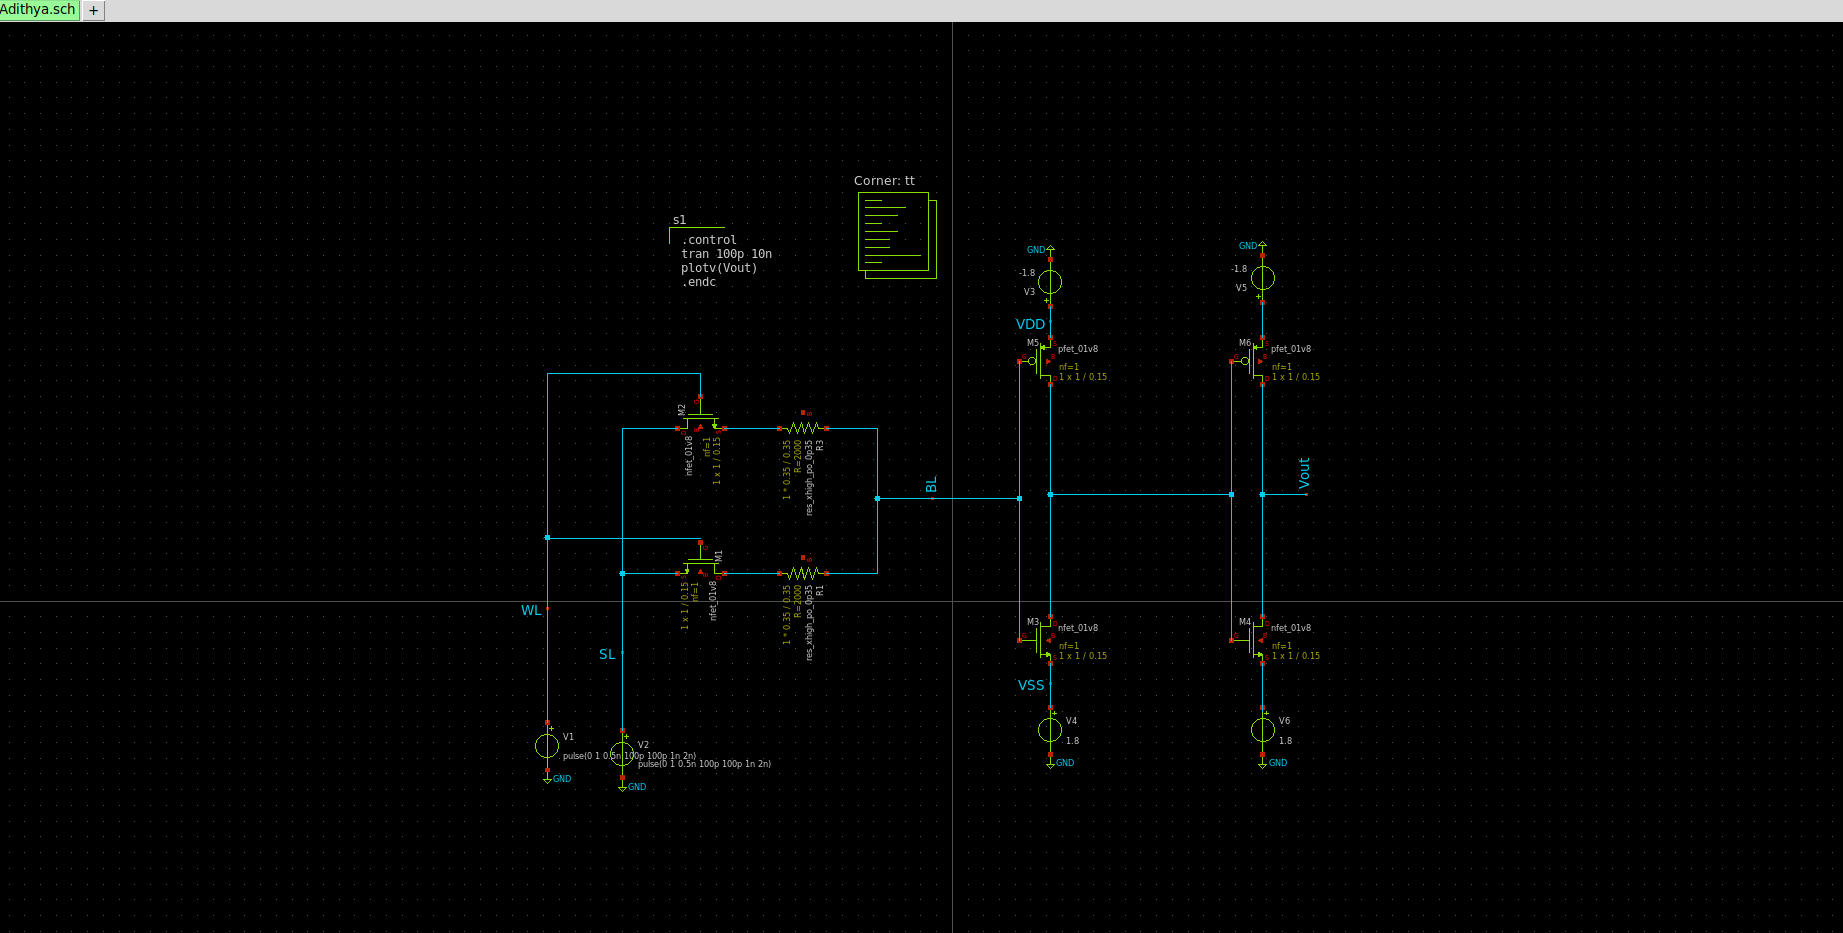 Adithya.sch
+
Corner: tt
s1
.control
tran 100p 10n
plotv(Vout)
.endc
GND
-1.8
V3
VDD
M5
pfet_01v8
nf=1
1 x 1 / 0.15
GND
-1.8
V5
M6
pfet_01v8
nf=1
1 x 1 / 0.15
M2
nfet_01v8
nf=1
1 x 1 / 0.15
1 * 0.35 / 0.35
R=2000
res_xhigh_po_0p35
R3
BL
Vout
M1
1 x 1 / 0.15
nf=1
nfet_01v8
1 * 0.35 / 0.35
R=2000
res_xhigh_po_0p35
R1
WL
SL
M3
nfet_01v8
nf=1
1 x 1 / 0.15
M4
nfet_01v8
nf=1
1 x 1 / 0.15
VSS
V1
pulse(0 1 0.5n 100p 100p 1n 2n)
GND
V2
pulse(0 1 0.5n 100p 100p 1n 2n)
GND
V4
1.8
GND
V6
1.8
GND